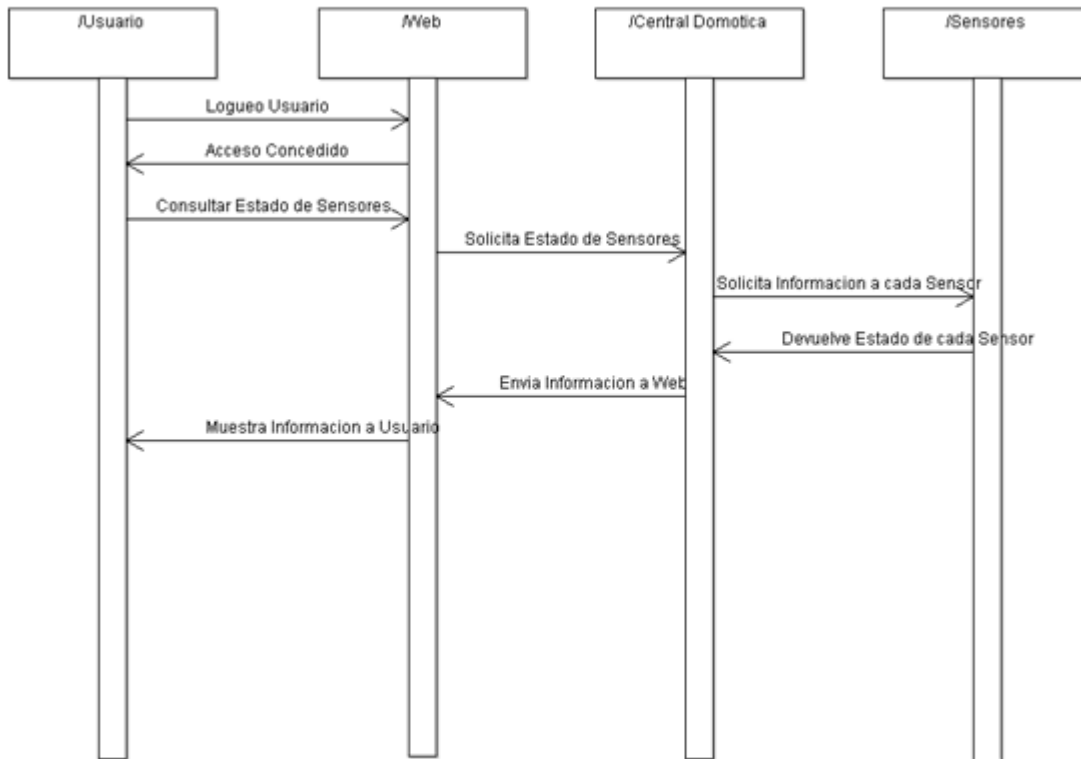 /Usuario
/Web
/Central Domotica
/Sensores
Logueo Usuario
Acceso Concedido
Consultar Estado de Sensores
Solicita Estado de Sensores
Solicita Informacion a cada Sensor
Devuelve Estado de cada Sensor
Envia Informacion a Web
Muestra Informacion a Usuario